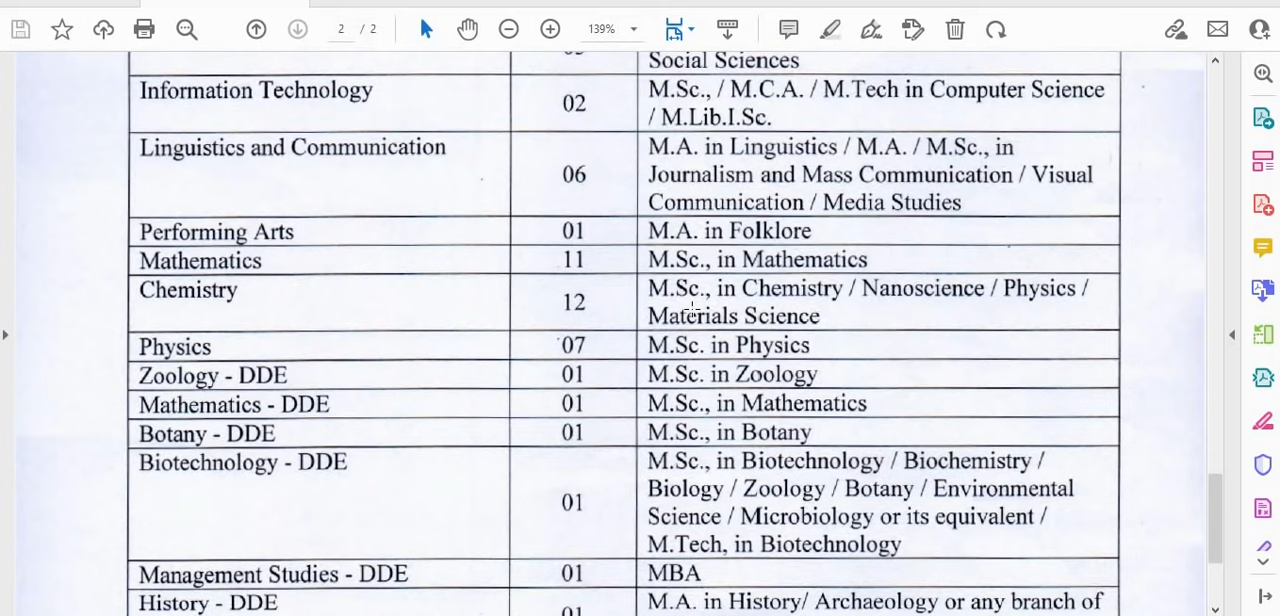 2 / 2
139%
Social Sciences
Information Technology
02
M.Sc., / M.C.A. / M.Tech in Computer Science
/ M.Lib.I.Sc.
Linguistics and Communication
06
M.A. in Linguistics / M.A. / M.Sc., in
Journalism and Mass Communication / Visual
Communication / Media Studies
Performing Arts
01
M.A. in Folklore
Mathematics
11
M.Sc., in Mathematics
Chemistry
12
M.Sc., in Chemistry / Nanoscience / Physics /
Materials Science
Physics
07
M.Sc. in Physics
Zoology - DDE
01
M.Sc. in Zoology
Mathematics - DDE
01
M.Sc., in Mathematics
Botany - DDE
01
M.Sc., in Botany
Biotechnology - DDE
01
M.Sc., in Biotechnology / Biochemistry /
Biology / Zoology / Botany / Environmental
Science / Microbiology or its equivalent /
M.Tech, in Biotechnology
Management Studies - DDE
01
MBA
History - DDE
01
M.A. in History/ Archaeology or any branch of